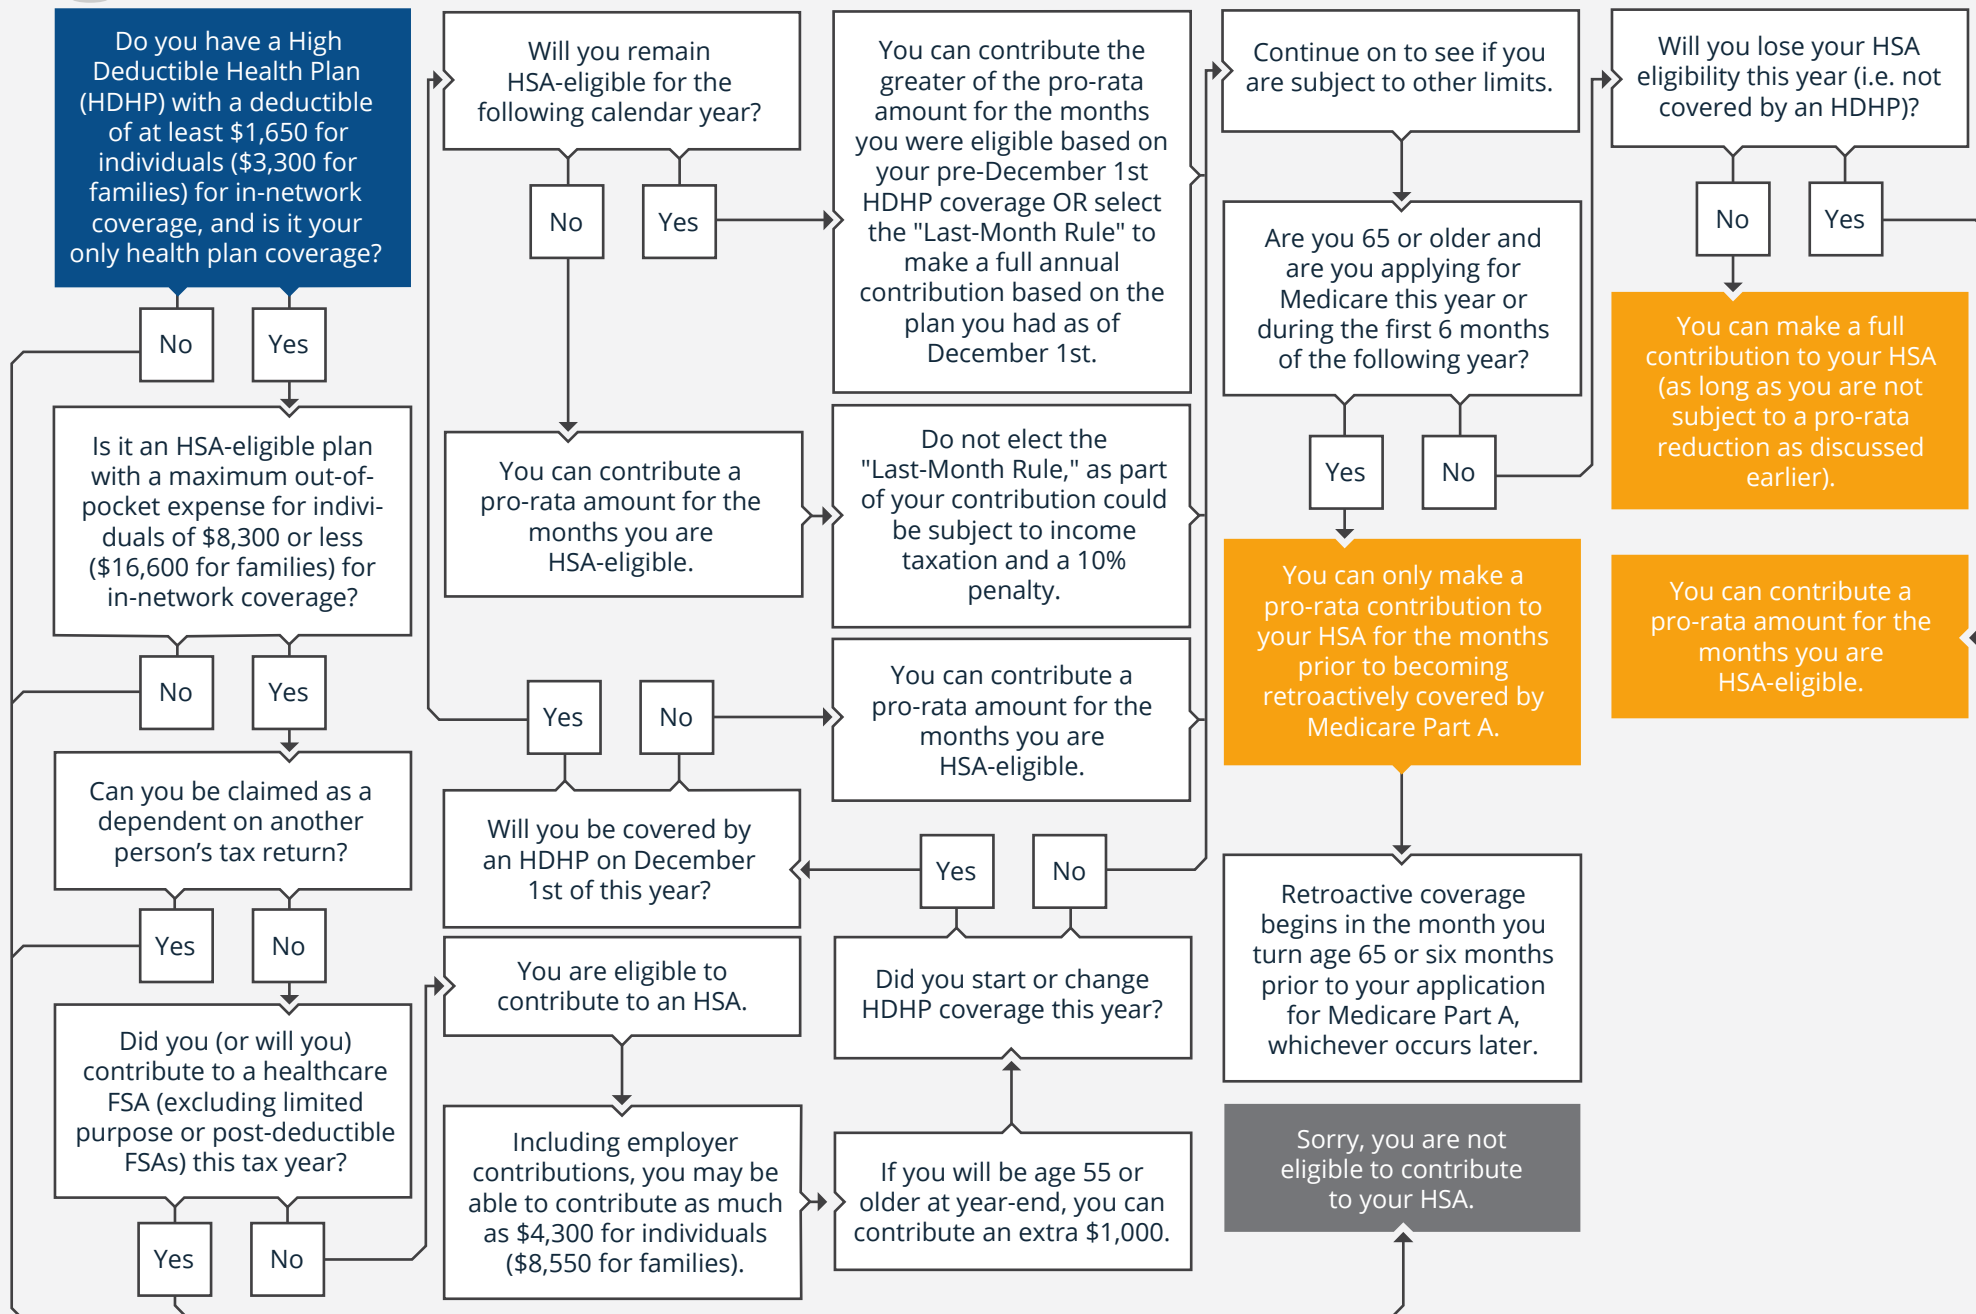 Do you have a High
Deductible Health Plan
(HDHP) with a deductible
of at least $1,650 for
individuals ($3,300 for
families) for in-network
coverage, and is it your
only health plan coverage?
No
Yes
Is it an HSA-eligible plan
with a maximum out-of-
pocket expense for indivi-
duals of $8,300 or less
($16,600 for families) for
in-network coverage?
No
Yes
Can you be claimed as a
dependent on another
person’s tax return?
Yes
No
Did you (or will you)
contribute to a healthcare
FSA (excluding limited
purpose or post-deductible
FSAs) this tax year?
Yes
No
Will you remain
HSA-eligible for the
following calendar year?
No
Yes
You can contribute a
pro-rata amount for the
months you are
HSA-eligible.
Yes
No
Will you be covered by
an HDHP on December
1st of this year?
You are eligible to
contribute to an HSA.
Including employer
contributions, you may be
able to contribute as much
as $4,300 for individuals
($8,550 for families).
You can contribute the
greater of the pro-rata
amount for the months
you were eligible based on
your pre-December 1st
HDHP coverage OR select
the "Last-Month Rule" to
make a full annual
contribution based on the
plan you had as of
December 1st.
Do not elect the
"Last-Month Rule," as part
of your contribution could
be subject to income
taxation and a 10%
penalty.
You can contribute a
pro-rata amount for the
months you are
HSA-eligible.
Yes
No
Did you start or change
HDHP coverage this year?
If you will be age 55 or
older at year-end, you can
contribute an extra $1,000.
Continue on to see if you
are subject to other limits.
Are you 65 or older and
are you applying for
Medicare this year or
during the first 6 months
of the following year?
Yes
No
You can only make a
pro-rata contribution to
your HSA for the months
prior to becoming
retroactively covered by
Medicare Part A.
Retroactive coverage
begins in the month you
turn age 65 or six months
prior to your application
for Medicare Part A,
whichever occurs later.
Sorry, you are not
eligible to contribute
to your HSA.
Will you lose your HSA
eligibility this year (i.e. not
covered by an HDHP)?
No
Yes
You can make a full
contribution to your HSA
(as long as you are not
subject to a pro-rata
reduction as discussed
earlier).
You can contribute a
pro-rata amount for the
months you are
HSA-eligible.